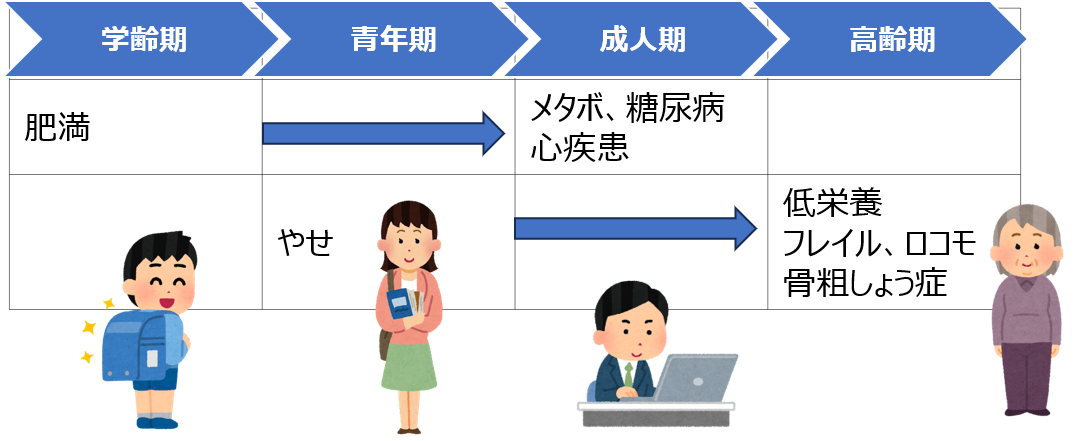 学齢期
青年期
成人期
高齢期
肥満
メタボ、糖尿病
心疾患
やせ
低栄養
フレイル、ロコモ
骨粗しょう症